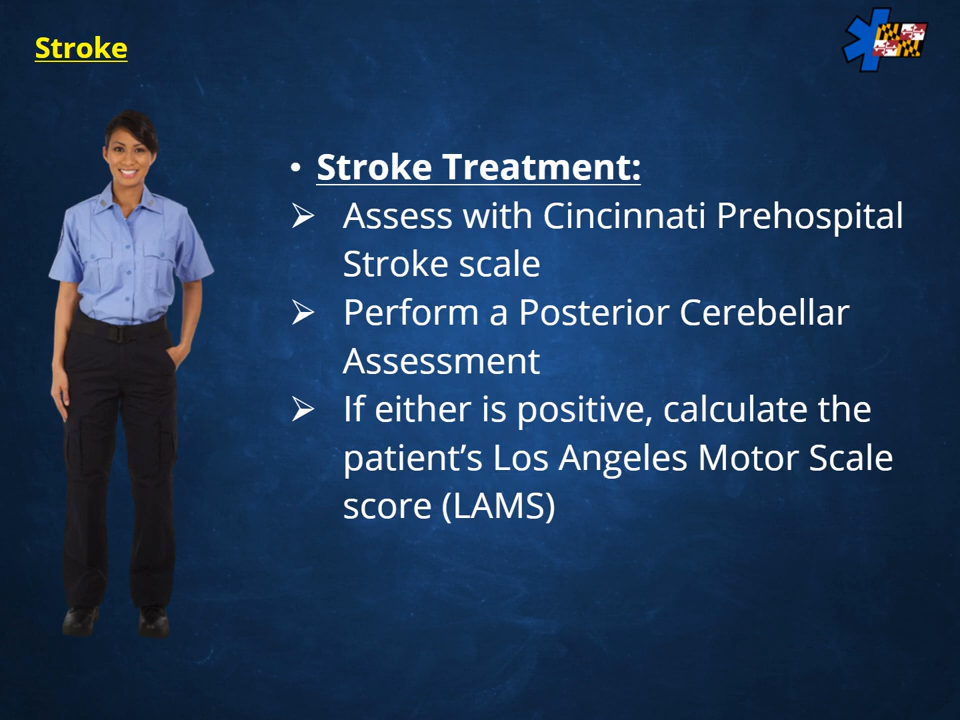 Stroke
• Stroke Treatment:
➢ Assess with Cincinnati Prehospital
Stroke scale
➢ Perform a Posterior Cerebellar
Assessment
➢ If either is positive, calculate the
patient’s Los Angeles Motor Scale
score (LAMS)